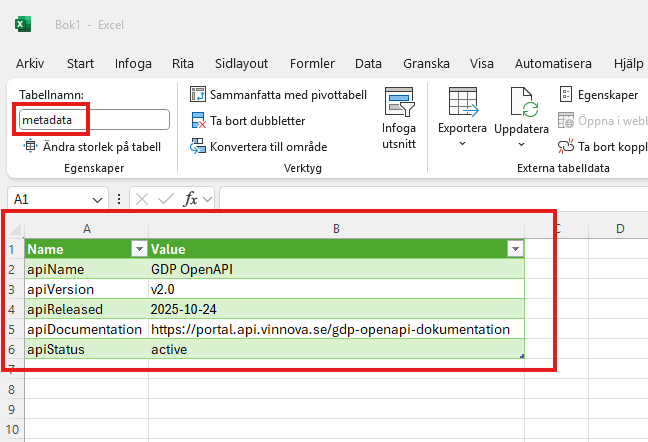 Bok1 - Excel
Arkiv Start Infoga Rita Sidlayout Formler Data Granska Visa Automatisera Hjälp
Tabellnamn:
metadata
Ändra storlek på tabell
Egenskaper
Sammanfatta med pivottabell
Ta bort dubbletter
Konvertera till område
Verktyg
Infoga
utsnitt
Exportera
Uppdatera
Egenskaper
Öppna i webb
Ta bort koppl
Externa tabelldata
A1
fx
A B C D
1 Name Value
2 apiName GDP OpenAPI
3 apiVersion v2.0
4 apiReleased 2025-10-24
5 apiDocumentation https://portal.api.vinnova.se/gdp-openapi-dokumentation
6 apiStatus active
7
8
9
10